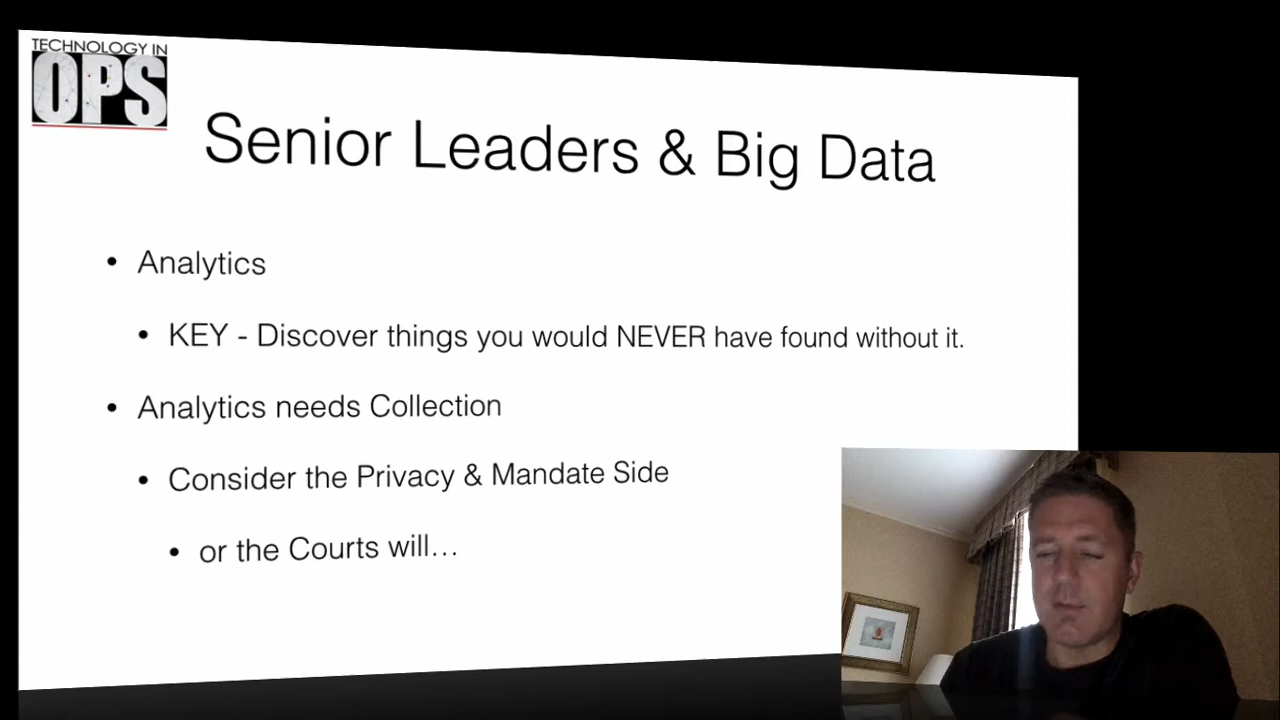 TECHNOLOGY IN
OPS
Senior Leaders & Big Data
• Analytics
• KEY - Discover things you would NEVER have found without it.
• Analytics needs Collection
• Consider the Privacy & Mandate Side
• or the Courts will...